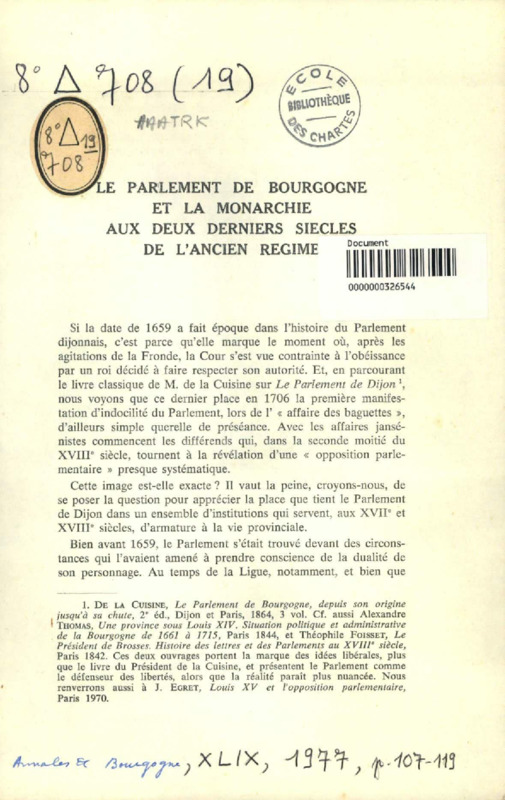 8° Δ 708 (19)
ECOLE
BIBLIOTHÈQUE
DES CHARTES
AAATRK
8° Δ 19
708
LE PARLEMENT DE BOURGOGNE
ET LA MONARCHIE
AUX DEUX DERNIERS SIECLES
DE L'ANCIEN REGIME
Document
0000000326544
Si la date de 1659 a fait époque dans l'histoire du Parlement
dijonnais, c'est parce qu'elle marque le moment où, après les
agitations de la Fronde, la Cour s'est vue contrainte à l'obéissance
par un roi décidé à faire respecter son autorité. Et, en parcourant
le livre classique de M. de la Cuisine sur Le Parlement de Dijon 1,
nous voyons que ce dernier place en 1706 la première manifes-
tation d'indocilité du Parlement, lors de l' « affaire des baguettes »,
d'ailleurs simple querelle de préséance. Avec les affaires jansé-
nistes commencent les différends qui, dans la seconde moitié du
XVIIIe siècle, tournent à la révélation d'une « opposition parle-
mentaire » presque systématique.
Cette image est-elle exacte ? Il vaut la peine, croyons-nous, de
se poser la question pour apprécier la place que tient le Parlement
de Dijon dans un ensemble d'institutions qui servent, aux XVIIe et
XVIIIe siècles, d'armature à la vie provinciale.
Bien avant 1659, le Parlement s'était trouvé devant des circons-
tances qui l'avaient amené à prendre conscience de la dualité de
son personnage. Au temps de la Ligue, notamment, et bien que
1. DE LA CUISINE, Le Parlement de Bourgogne, depuis son origine
jusqu'à sa chute, 2e éd., Dijon et Paris, 1864, 3 vol. Cf. aussi Alexandre
THOMAS, Une province sous Louis XIV. Situation politique et administrative
de la Bourgogne de 1661 à 1715, Paris 1844, et Théophile FOISSET, Le
Président de Brosses. Histoire des lettres et des Parlements au XVIIIe siècle,
Paris 1842. Ces deux ouvrages portent la marque des idées libérales, plus
que le livre du Président de la Cuisine, et présentent le Parlement comme
le défenseur des libertés, alors que la réalité paraît plus nuancée. Nous
renverrons aussi à J. EGRET, Louis XV et l'opposition parlementaire,
Paris 1970.
Annales de Bourgogne, XLIX, 1977, p. 107-119